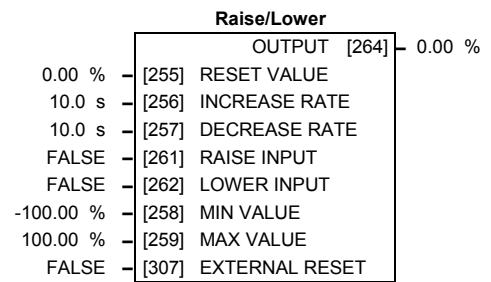 Raise/Lower
OUTPUT [264] – 0.00 %
0.00 % – [255] RESET VALUE
10.0 s – [256] INCREASE RATE
10.0 s – [257] DECREASE RATE
FALSE – [261] RAISE INPUT
FALSE – [262] LOWER INPUT
-100.00 % – [258] MIN VALUE
100.00 % – [259] MAX VALUE
FALSE – [307] EXTERNAL RESET